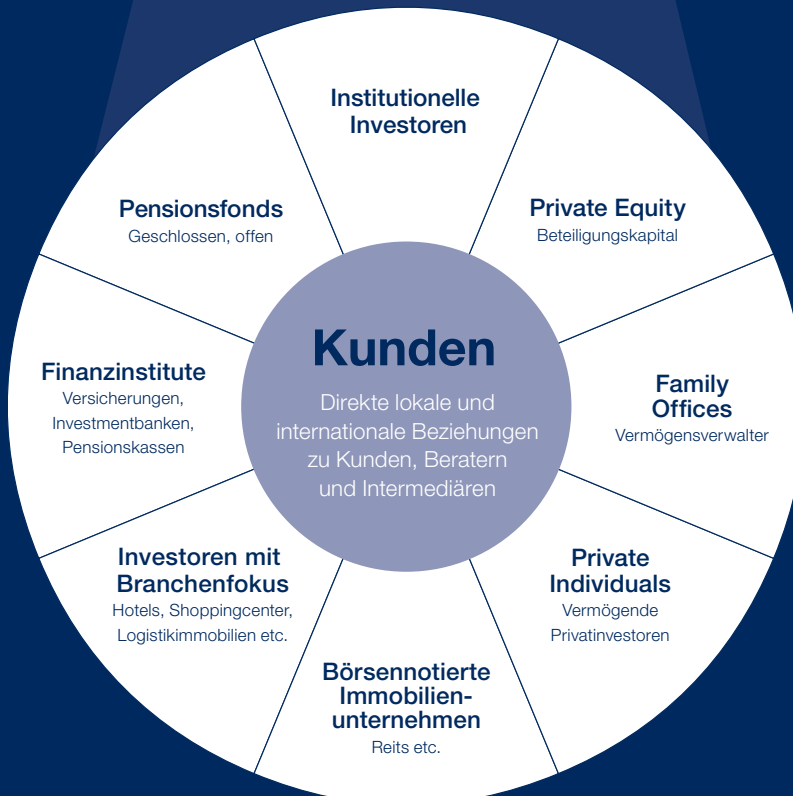 Institutionelle
Investoren
Private Equity
Beteiligungskapital
Family
Offices
Vermögensverwalter
Private
Individuals
Vermögende
Privatinvestoren
Börsennotierte
Immobilien-
unternehmen
Reits etc.
Investoren mit
Branchenfokus
Hotels, Shoppingcenter,
Logistikimmobilien etc.
Finanzinstitute
Versicherungen,
Investmentbanken,
Pensionskassen
Pensionsfonds
Geschlossen, offen
Kunden
Direkte lokale und
internationale Beziehungen
zu Kunden, Beratern
und Intermediären